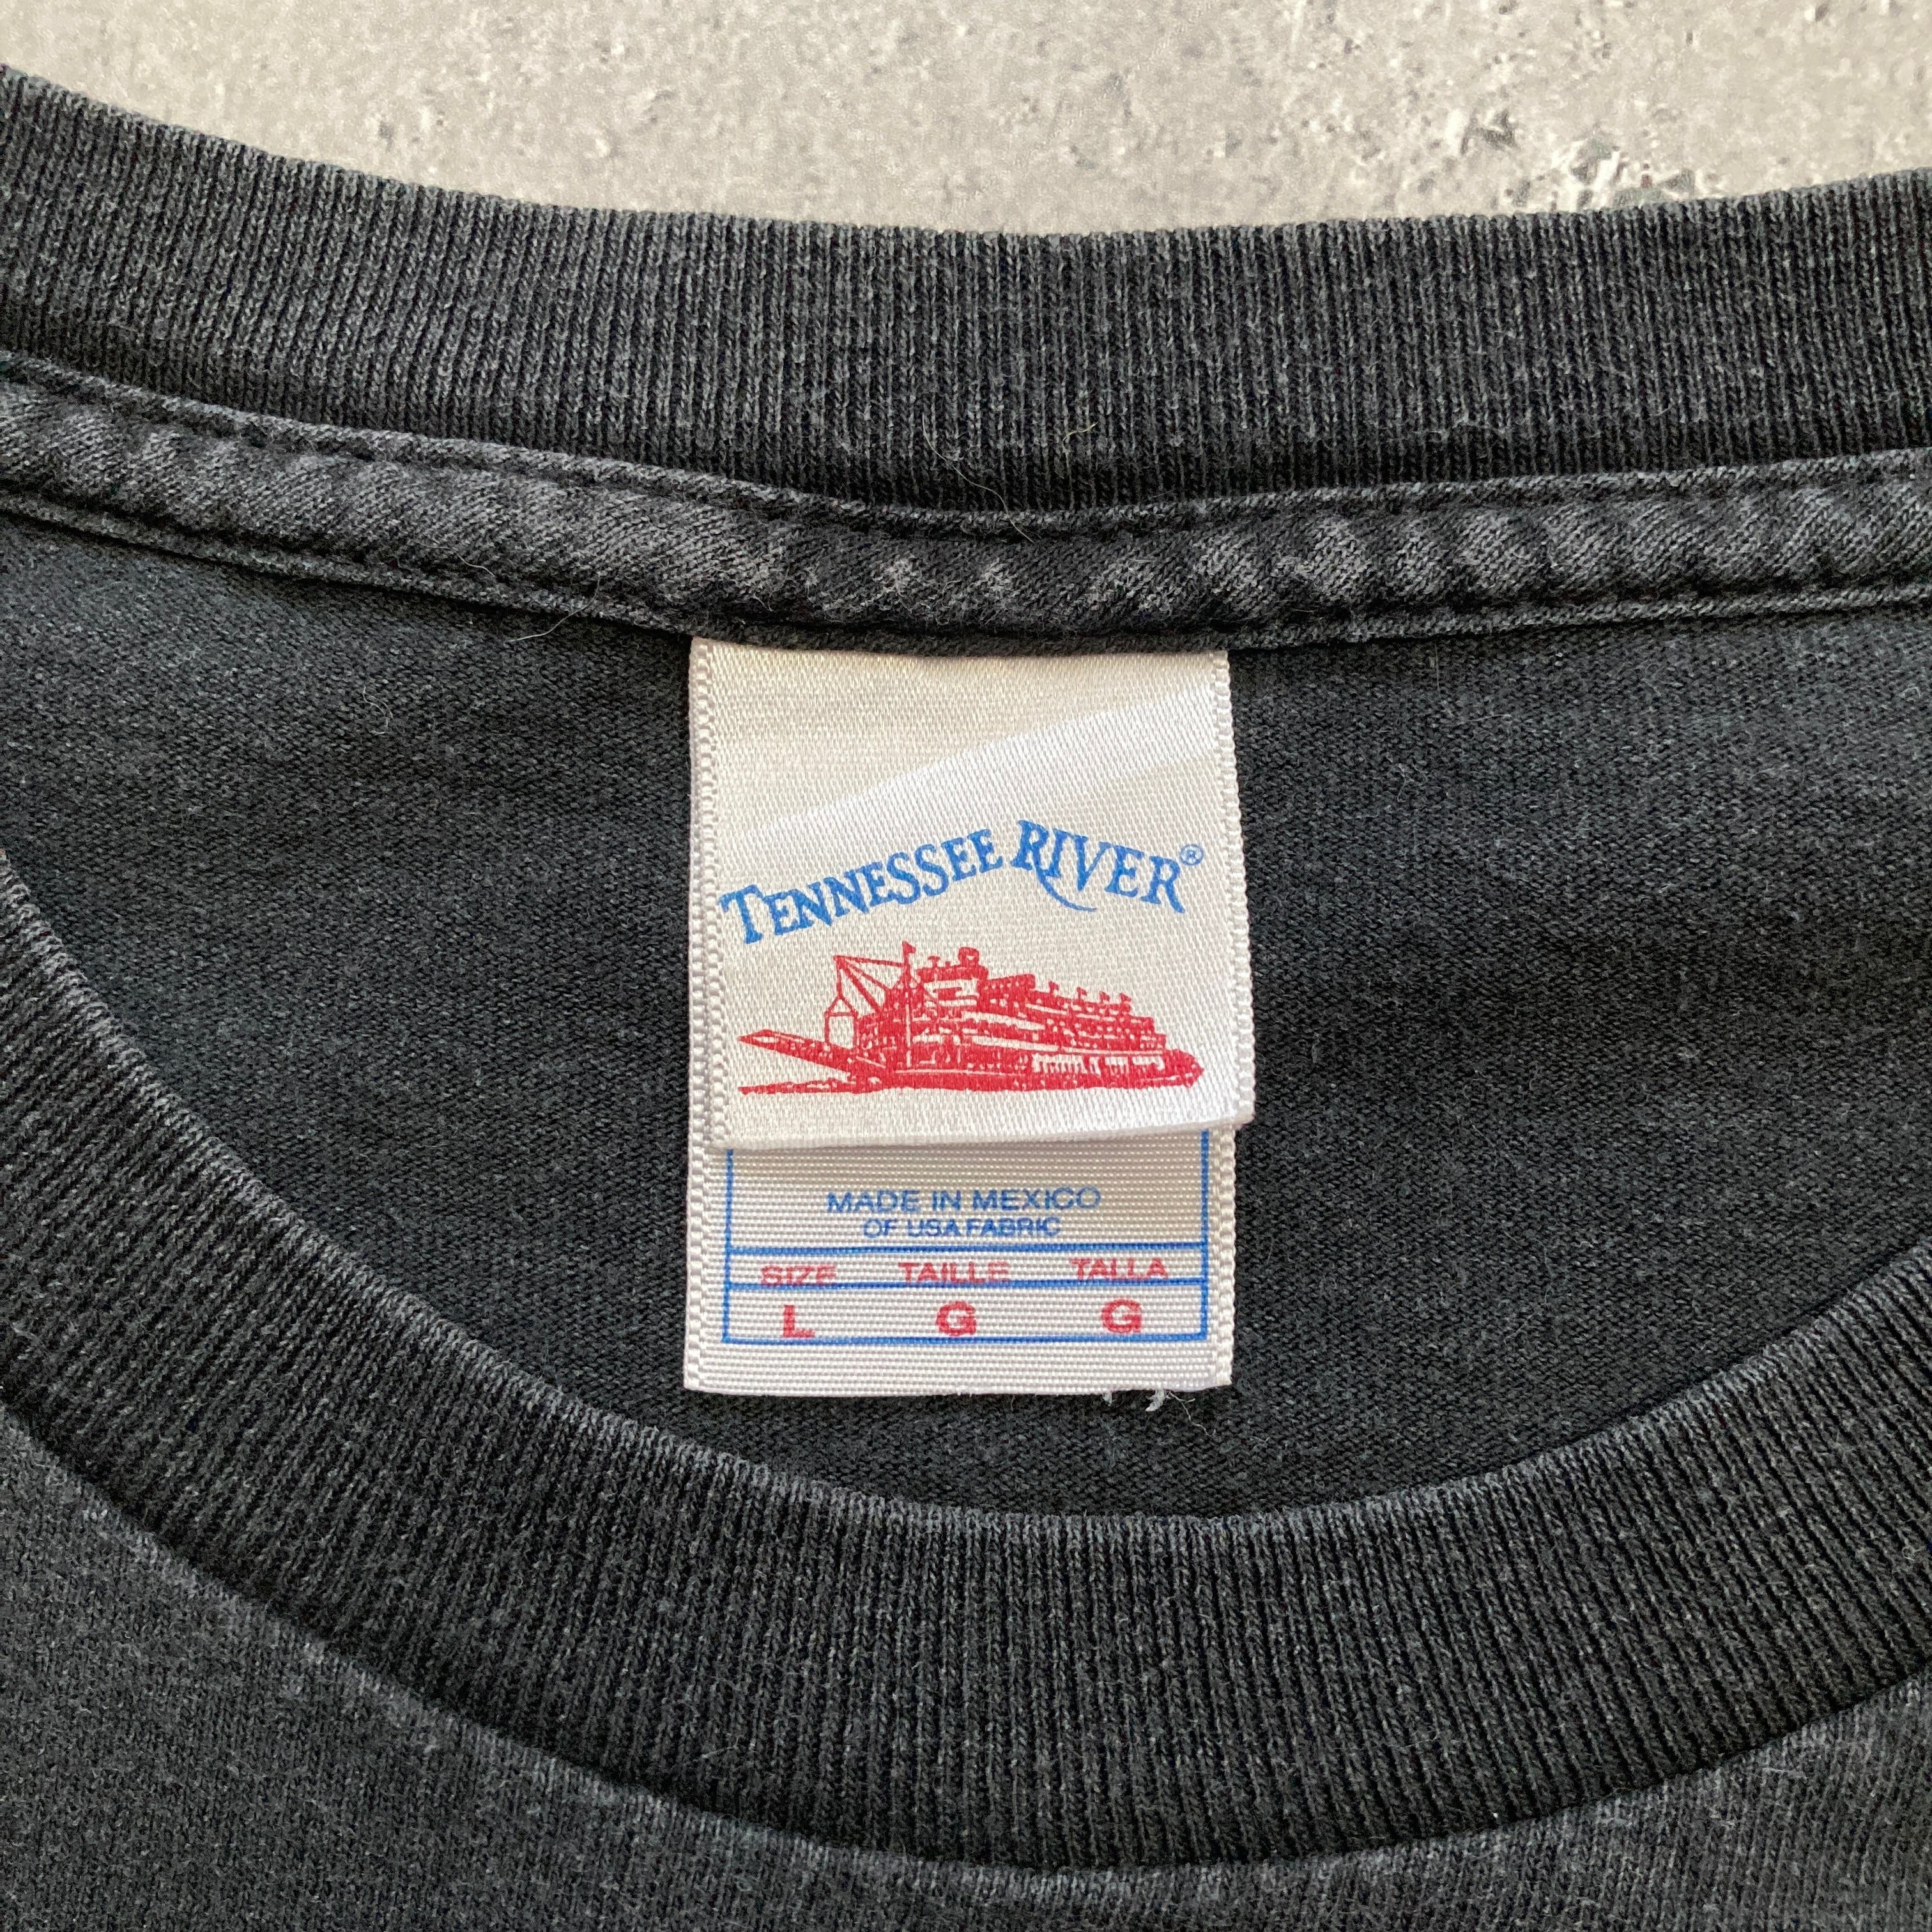 TENNESSEE RIVER®
MADE IN MEXICO
OF USA FABRIC
SIZE TAILLE TALLA
L G G